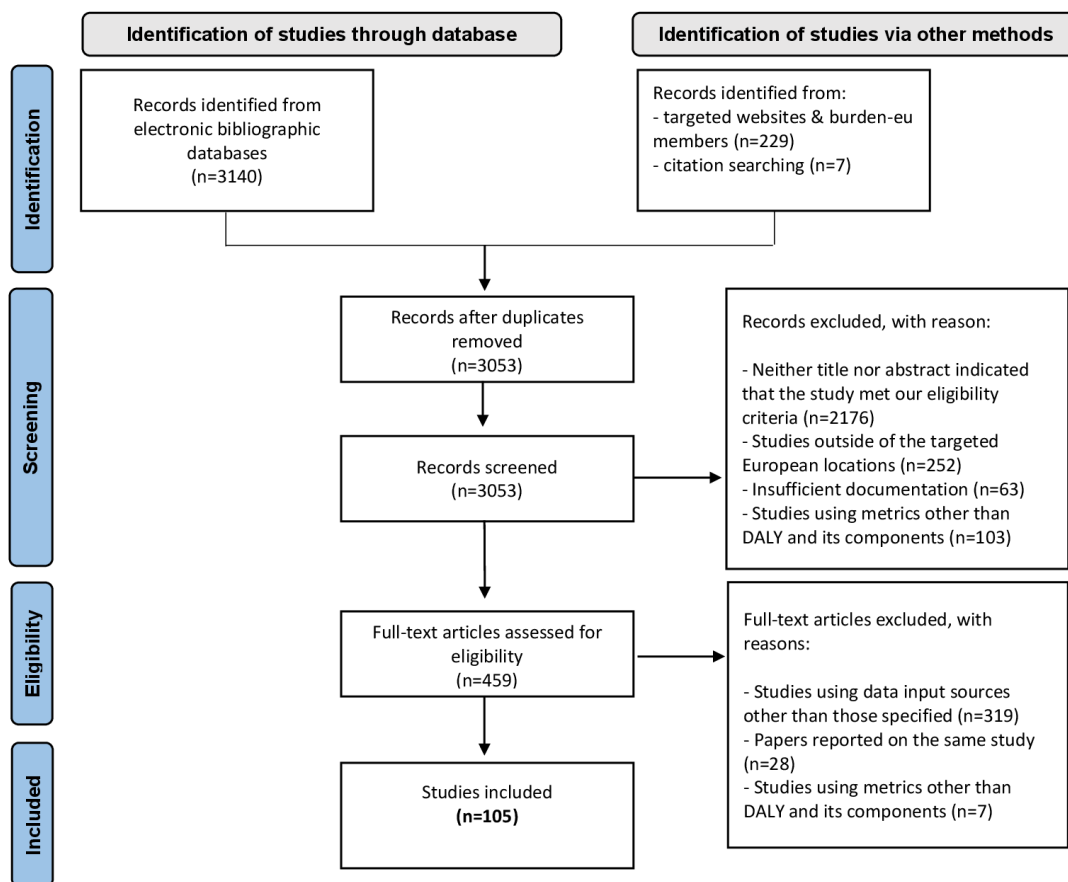 Identification of studies through database
Identification of studies via other methods
Identification
Records identified from
electronic bibliographic
databases
(n=3140)
Records identified from:
- targeted websites & burden-eu
members (n=229)
- citation searching (n=7)
Screening
Records after duplicates
removed
(n=3053)
Records screened
(n=3053)
Records excluded, with reason:
- Neither title nor abstract indicated
that the study met our eligibility
criteria (n=2176)
- Studies outside of the targeted
European locations (n=252)
- Insufficient documentation (n=63)
- Studies using metrics other than
DALY and its components (n=103)
Eligibility
Full-text articles assessed for
eligibility
(n=459)
Full-text articles excluded, with
reasons:
- Studies using data input sources
other than those specified (n=319)
- Papers reported on the same study
(n=28)
- Studies using metrics other than
DALY and its components (n=7)
Included
Studies included
(n=105)